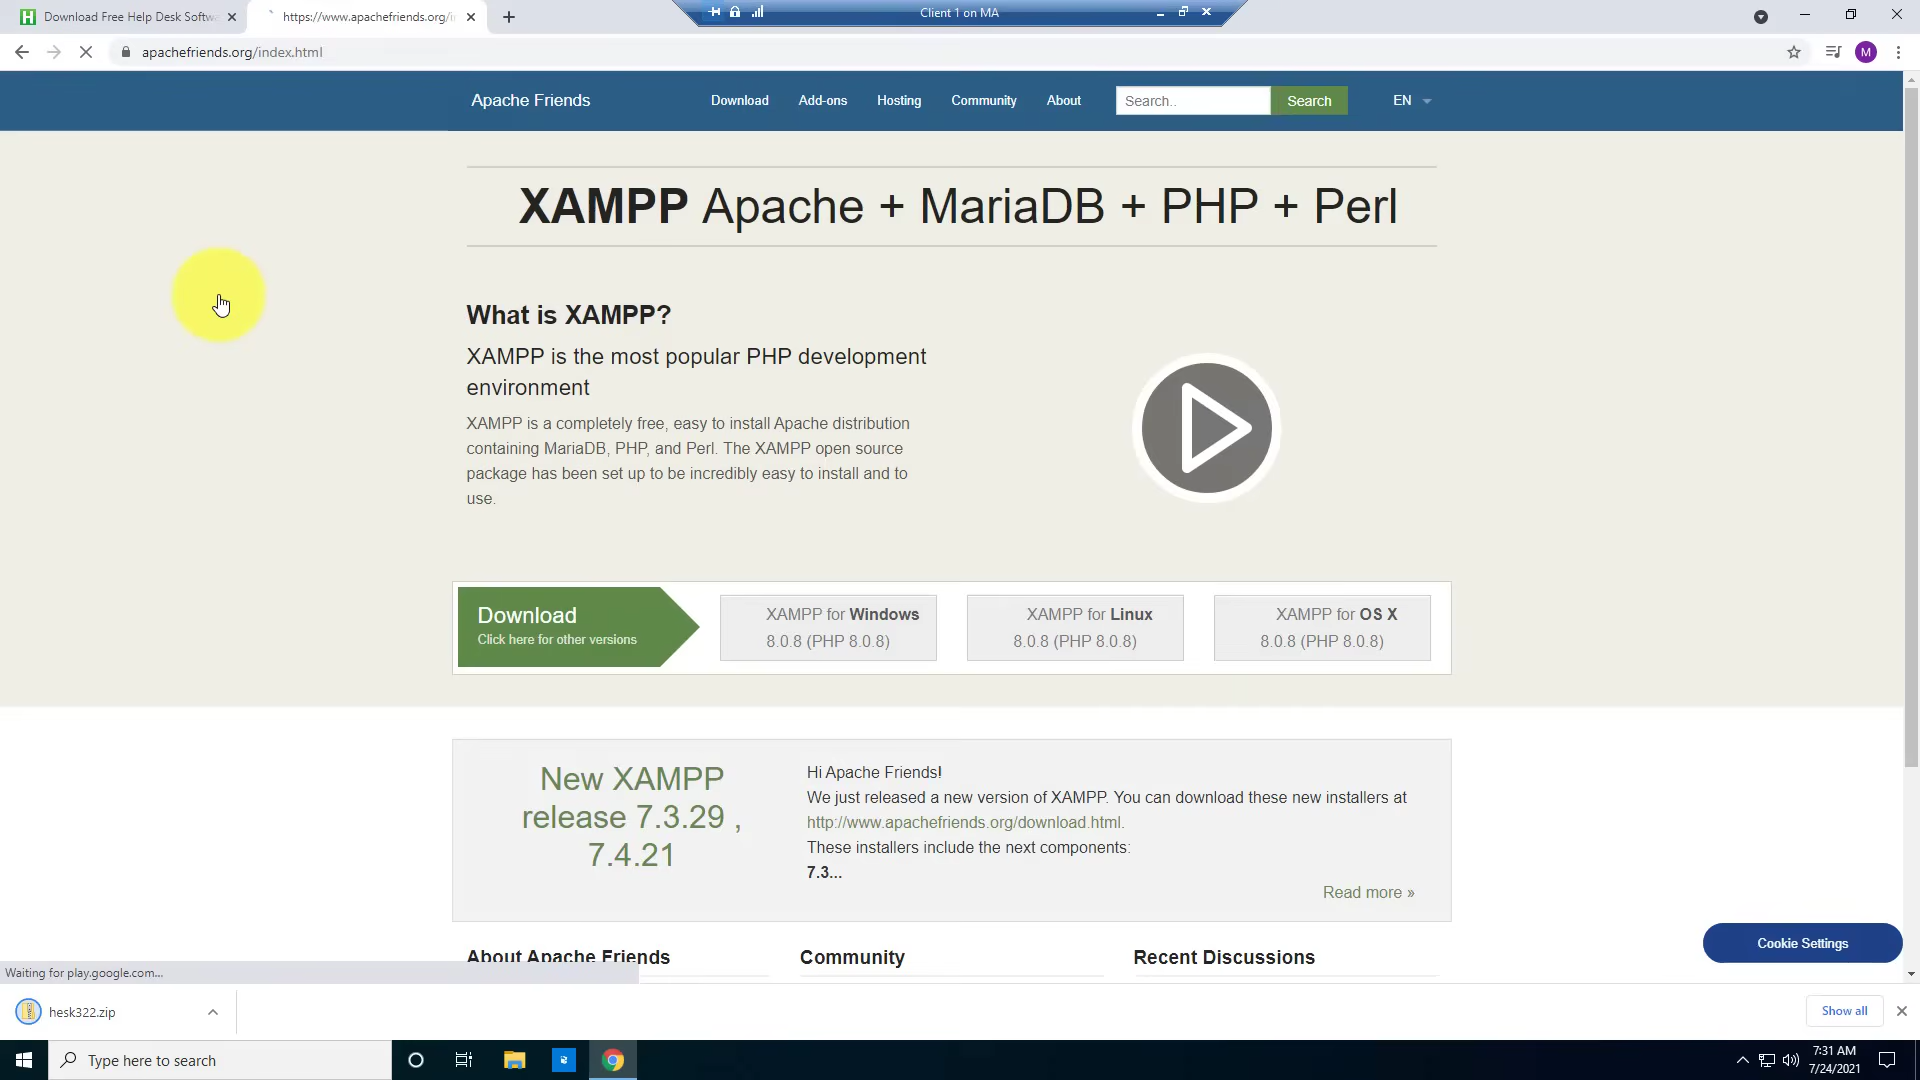 Download Free Help Desk Softw
https://www.apachefriends.org/i
Client 1 on MA
apachefriends.org/index.html
M
Apache Friends
Download
Add-ons
Hosting
Community
About
Search..
Search
EN
XAMPP Apache + MariaDB + PHP + Perl
What is XAMPP?
XAMPP is the most popular PHP development
environment
XAMPP is a completely free, easy to install Apache distribution
containing MariaDB, PHP, and Perl. The XAMPP open source
package has been set up to be incredibly easy to install and to
use.
Download
Click here for other versions
XAMPP for Windows
8.0.8 (PHP 8.0.8)
XAMPP for Linux
8.0.8 (PHP 8.0.8)
XAMPP for OS X
8.0.8 (PHP 8.0.8)
New XAMPP
release 7.3.29 ,
7.4.21
Hi Apache Friends!
We just released a new version of XAMPP. You can download these new installers at
http://www.apachefriends.org/download.html.
These installers include the next components:
7.3...
Read more »
About Apache Friends
Community
Recent Discussions
Cookie Settings
Waiting for play.google.com...
hesk322.zip
Show all
Type here to search
7:31 AM
7/24/2021